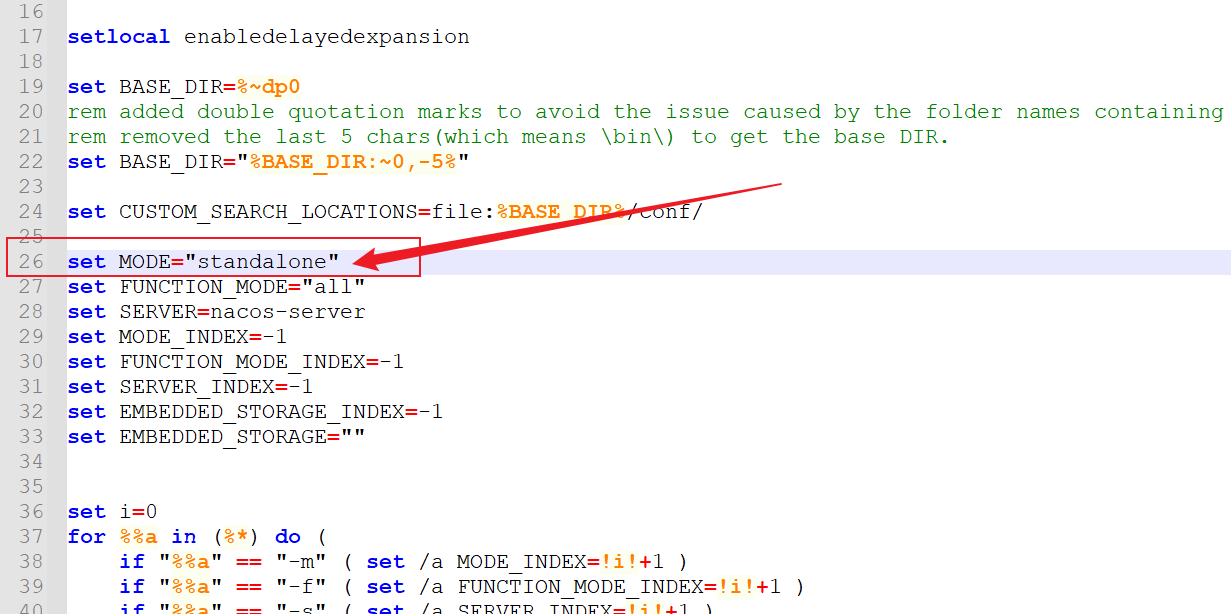 16
17 setlocal enabledelayedexpansion
18
19 set BASE_DIR=%~dp0
20 rem added double quotation marks to avoid the issue caused by the folder names containing
21 rem removed the last 5 chars(which means \bin\) to get the base DIR.
22 set BASE_DIR="%BASE_DIR:~0,-5%"
23
24 set CUSTOM_SEARCH_LOCATIONS=file:%BASE_DIR%/conf/
25
26 set MODE="standalone"
27 set FUNCTION_MODE="all"
28 set SERVER=nacos-server
29 set MODE_INDEX=-1
30 set FUNCTION_MODE_INDEX=-1
31 set SERVER_INDEX=-1
32 set EMBEDDED_STORAGE_INDEX=-1
33 set EMBEDDED_STORAGE=""
34
35
36 set i=0
37 for %%a in (%*) do (
38     if "%%a" == "-m" ( set /a MODE_INDEX=!i!+1 )
39     if "%%a" == "-f" ( set /a FUNCTION_MODE_INDEX=!i!+1 )
40     if "%%a" == "-s" ( set /a SERVER_INDEX=!i!+1 )